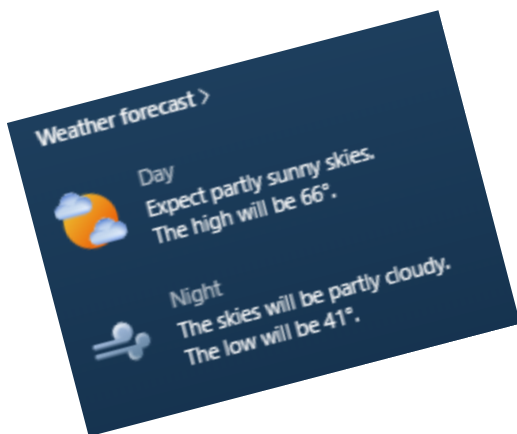 Weather forecast >
Day
Expect partly sunny skies.
The high will be 66°.
Night
The skies will be partly cloudy.
The low will be 41°.